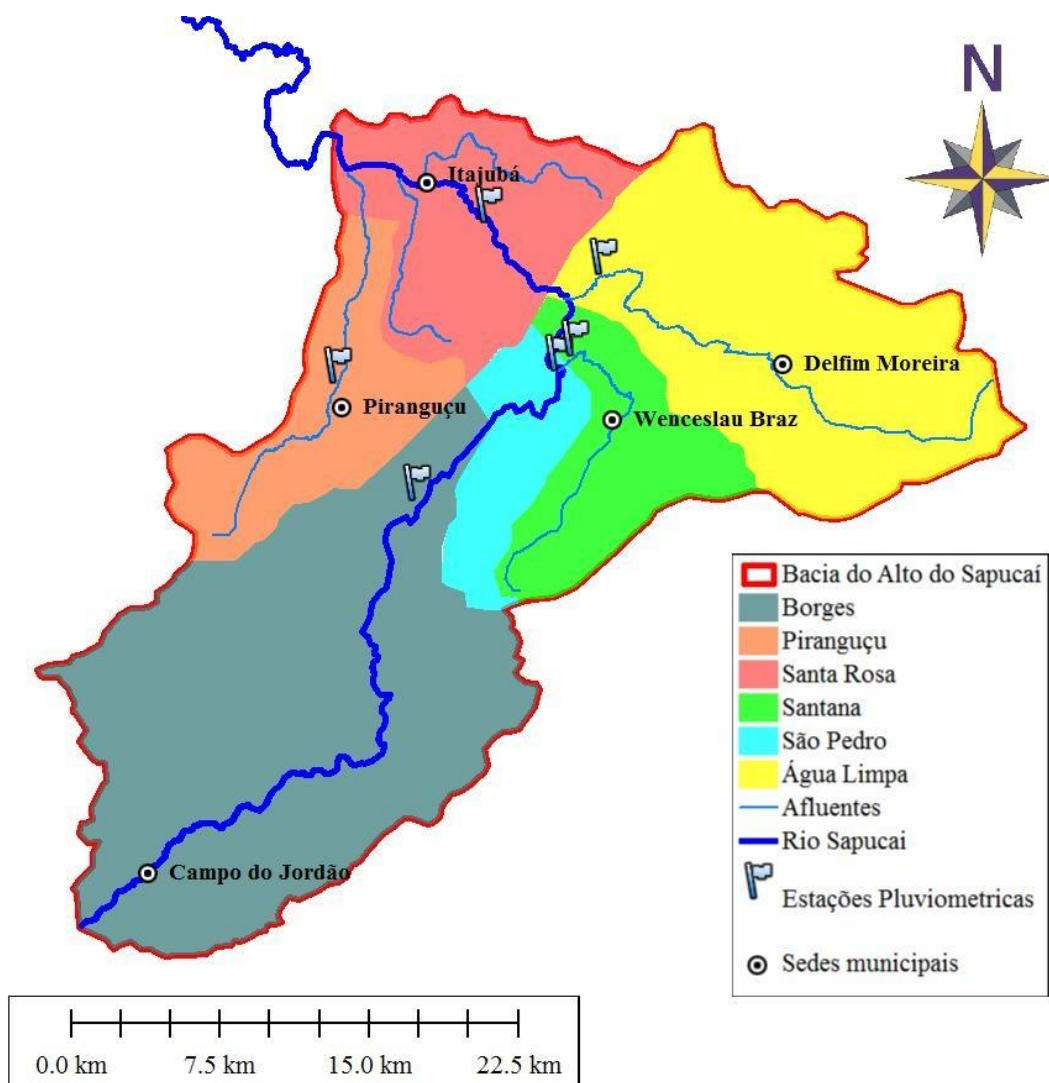 N
Itajubá
Delfim Moreira
Piranguçu
Wenceslau Braz
Campo do Jordão
Bacia do Alto do Sapucaí
Borges
Piranguçu
Santa Rosa
Santana
São Pedro
Água Limpa
Afluentes
Rio Sapucai
Estações Pluviometricas
Sedes municipais
0.0 km 7.5 km 15.0 km 22.5 km